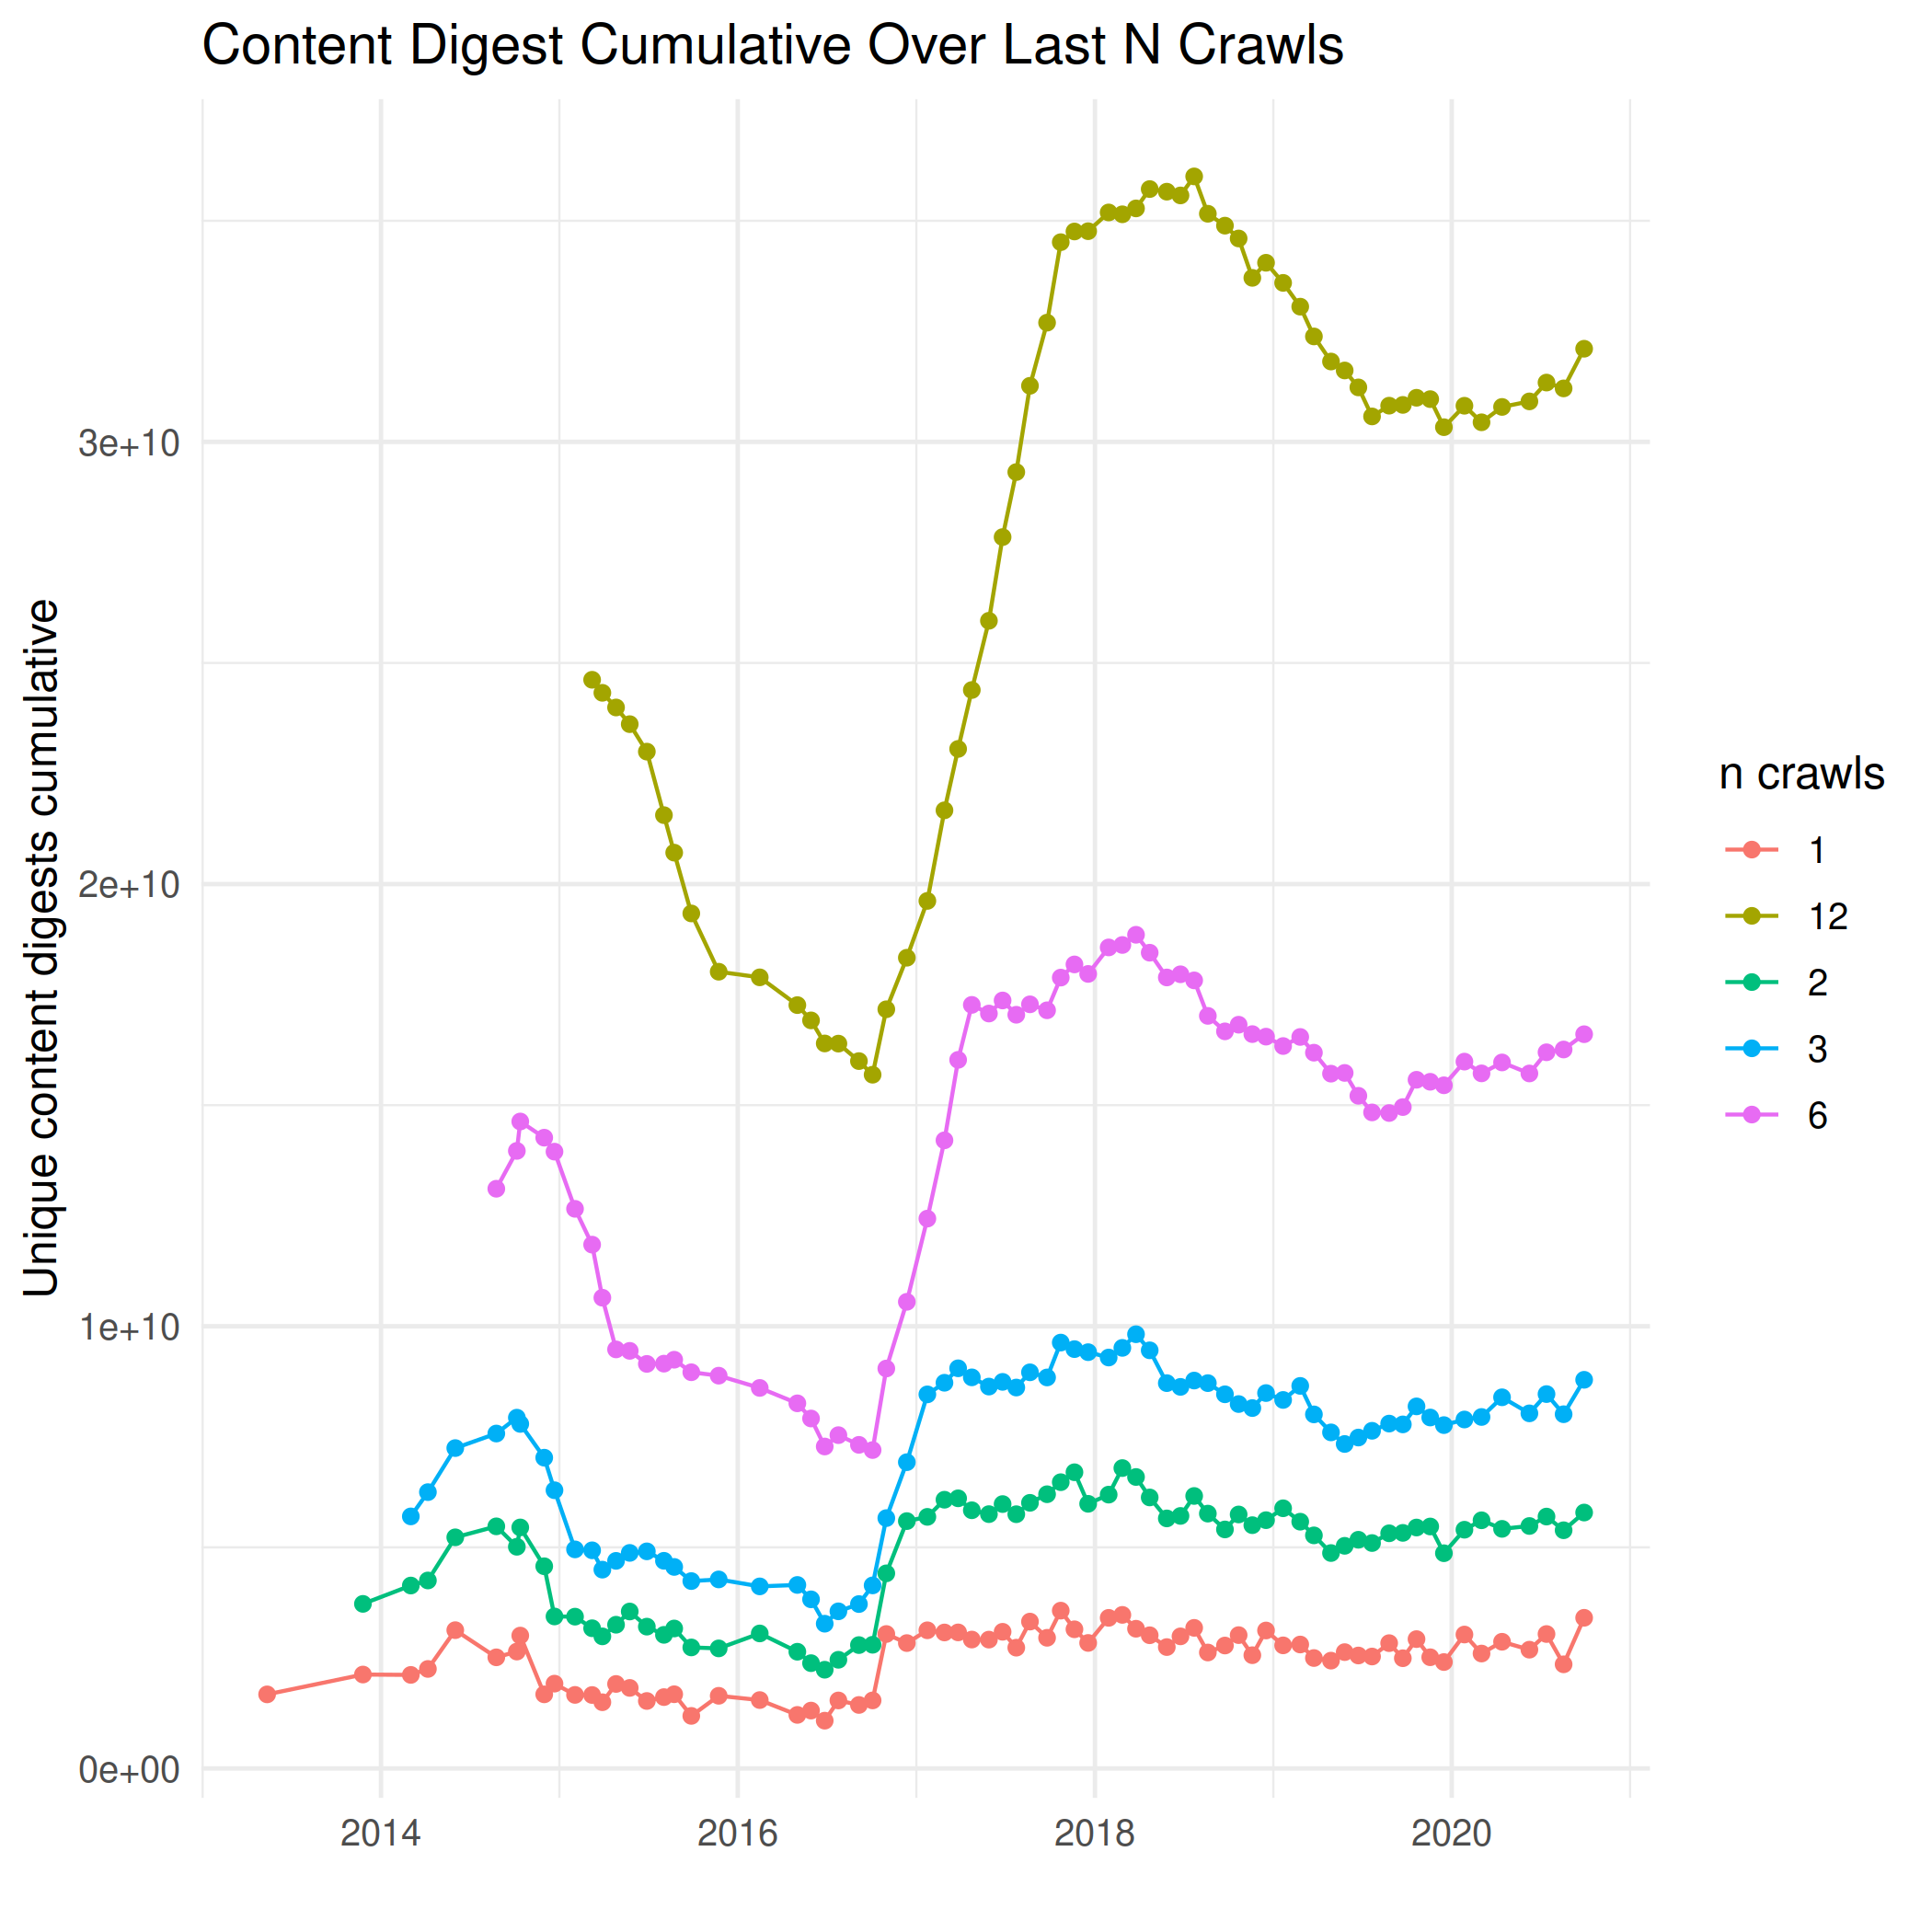 Content Digest Cumulative Over Last N Crawls
Unique content digests cumulative
3e+10
2e+10
1e+10
0e+00
2014
2016
2018
2020
n crawls
1
12
2
3
6